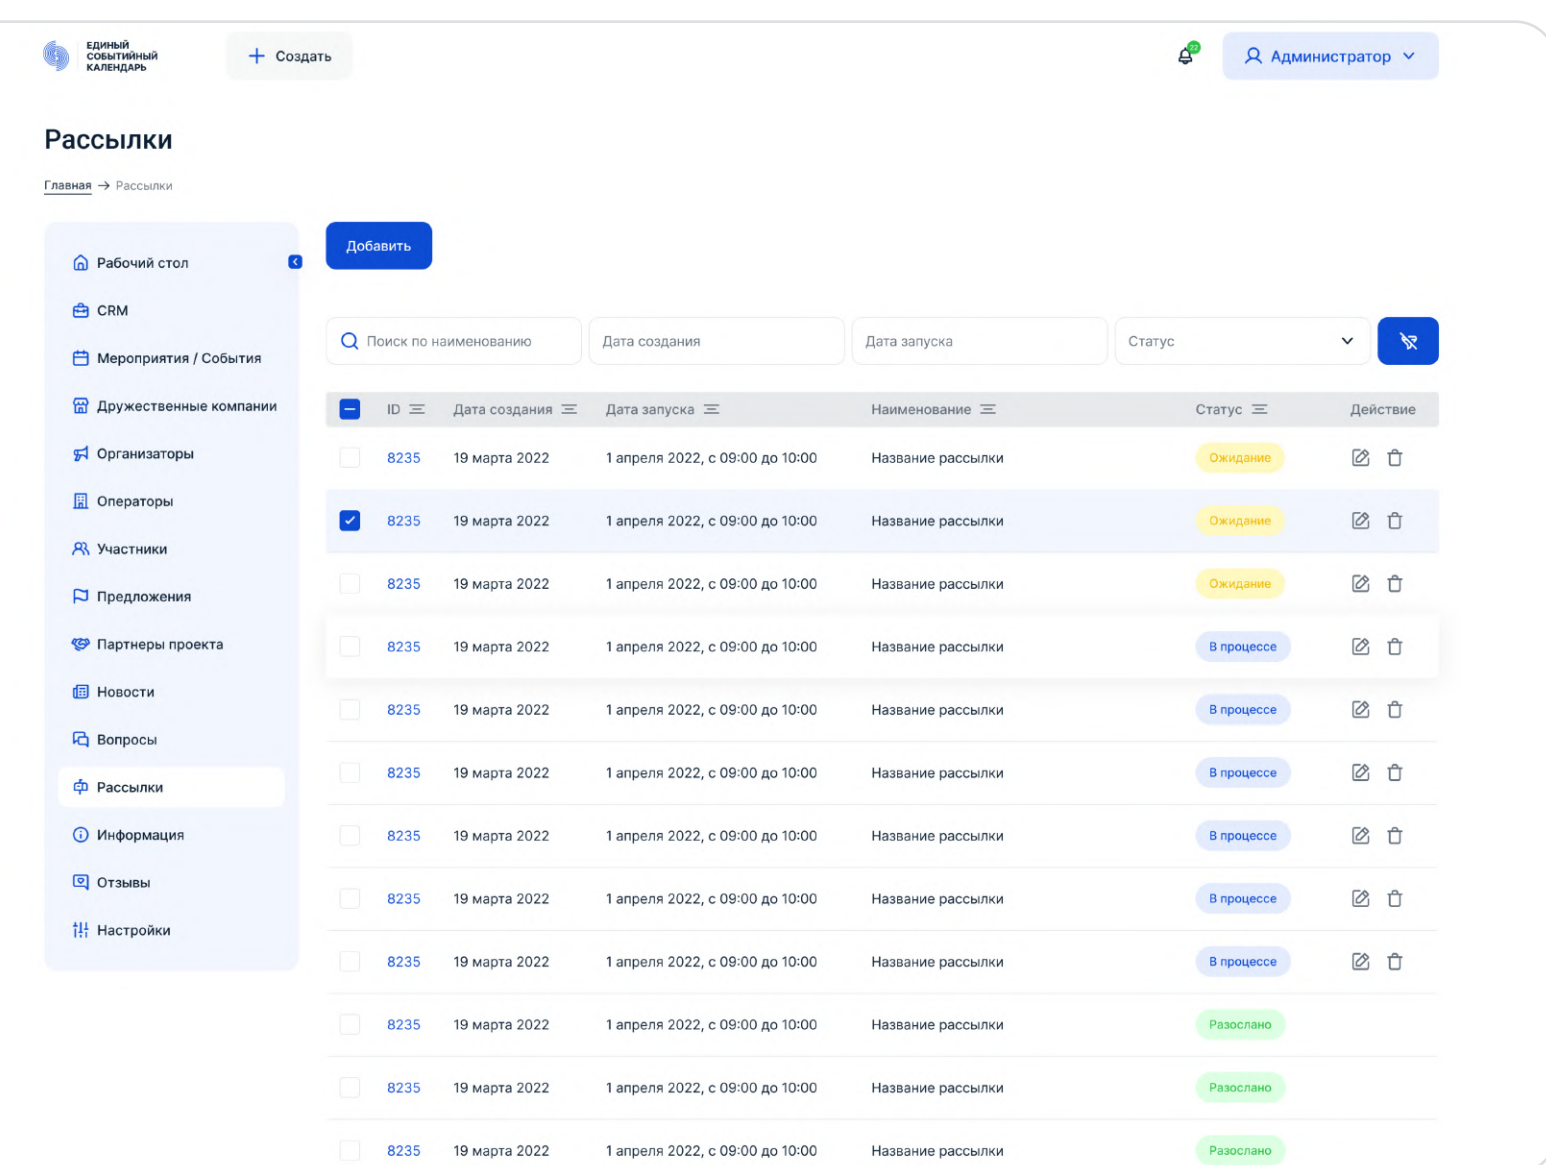 ЕДИНЫЙ
СОБЫТИЙНЫЙ
КАЛЕНДАРЬ
Создать
22
Администратор
Рассылки
Главная → Рассылки
Рабочий стол
CRM
Мероприятия / События
Дружественные компании
Организаторы
Операторы
Участники
Предложения
Партнеры проекта
Новости
Вопросы
Рассылки
Информация
Отзывы
Настройки
Добавить
Поиск по наименованию Дата создания Дата запуска Статус
ID Дата создания Дата запуска Наименование Статус Действие
8235 19 марта 2022 1 апреля 2022, с 09:00 до 10:00 Название рассылки Ожидание
8235 19 марта 2022 1 апреля 2022, с 09:00 до 10:00 Название рассылки Ожидание
8235 19 марта 2022 1 апреля 2022, с 09:00 до 10:00 Название рассылки Ожидание
8235 19 марта 2022 1 апреля 2022, с 09:00 до 10:00 Название рассылки В процессе
8235 19 марта 2022 1 апреля 2022, с 09:00 до 10:00 Название рассылки В процессе
8235 19 марта 2022 1 апреля 2022, с 09:00 до 10:00 Название рассылки В процессе
8235 19 марта 2022 1 апреля 2022, с 09:00 до 10:00 Название рассылки В процессе
8235 19 марта 2022 1 апреля 2022, с 09:00 до 10:00 Название рассылки В процессе
8235 19 марта 2022 1 апреля 2022, с 09:00 до 10:00 Название рассылки В процессе
8235 19 марта 2022 1 апреля 2022, с 09:00 до 10:00 Название рассылки Разослано
8235 19 марта 2022 1 апреля 2022, с 09:00 до 10:00 Название рассылки Разослано
8235 19 марта 2022 1 апреля 2022, с 09:00 до 10:00 Название рассылки Разослано